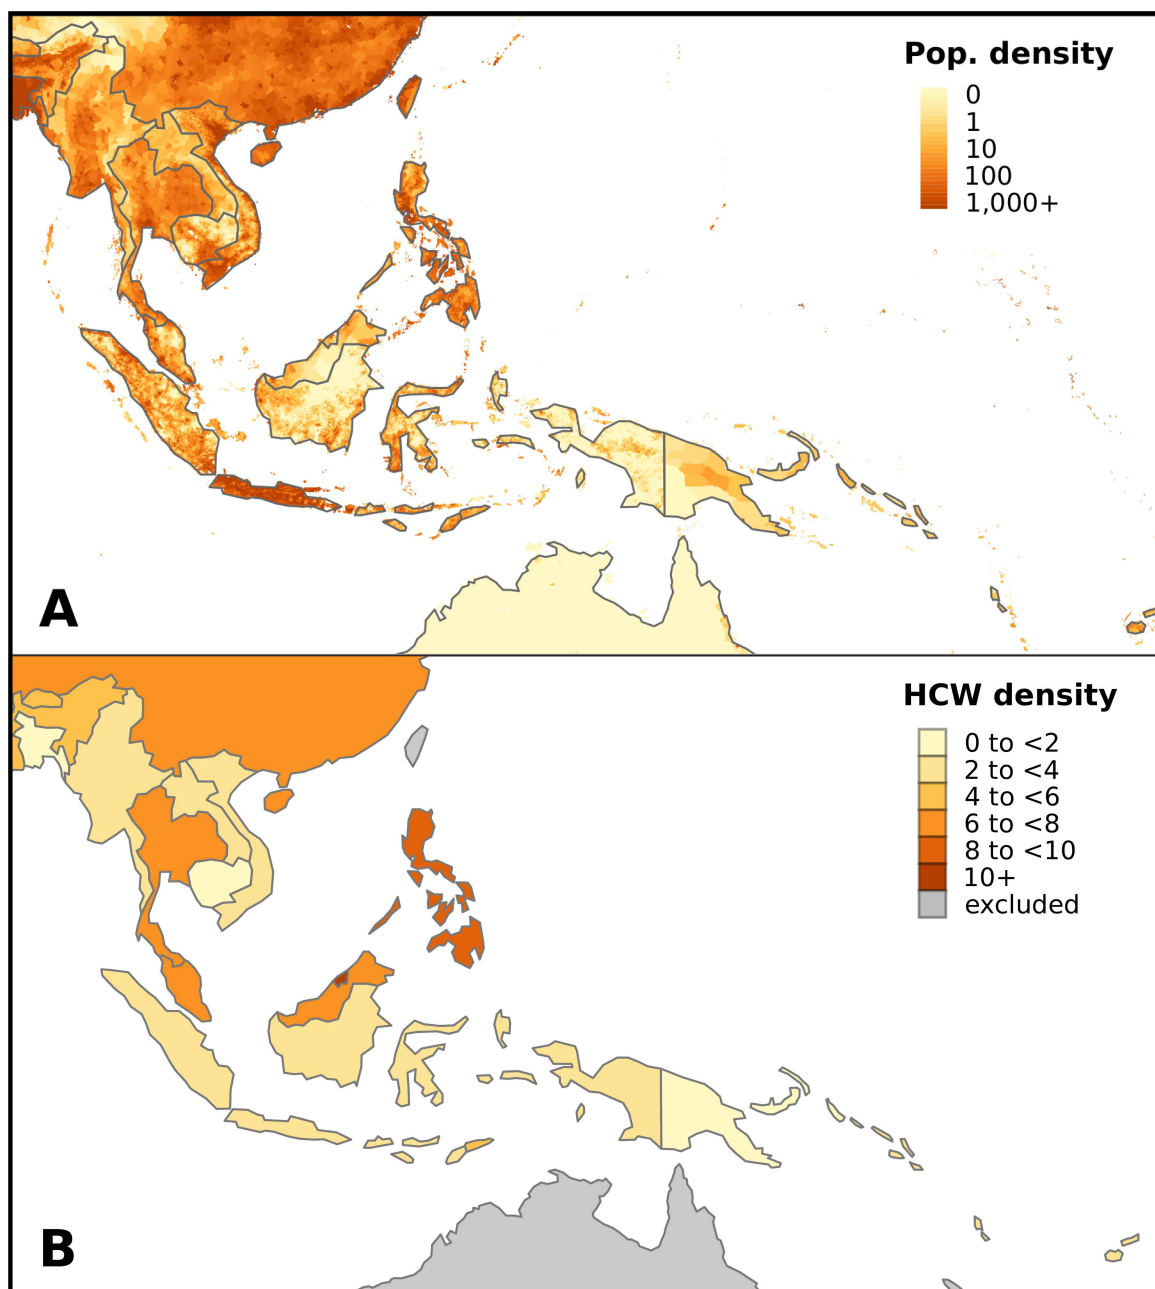 Pop. density
0
1
10
100
1,000+
A
HCW density
0 to <2
2 to <4
4 to <6
6 to <8
8 to <10
10+
excluded
B